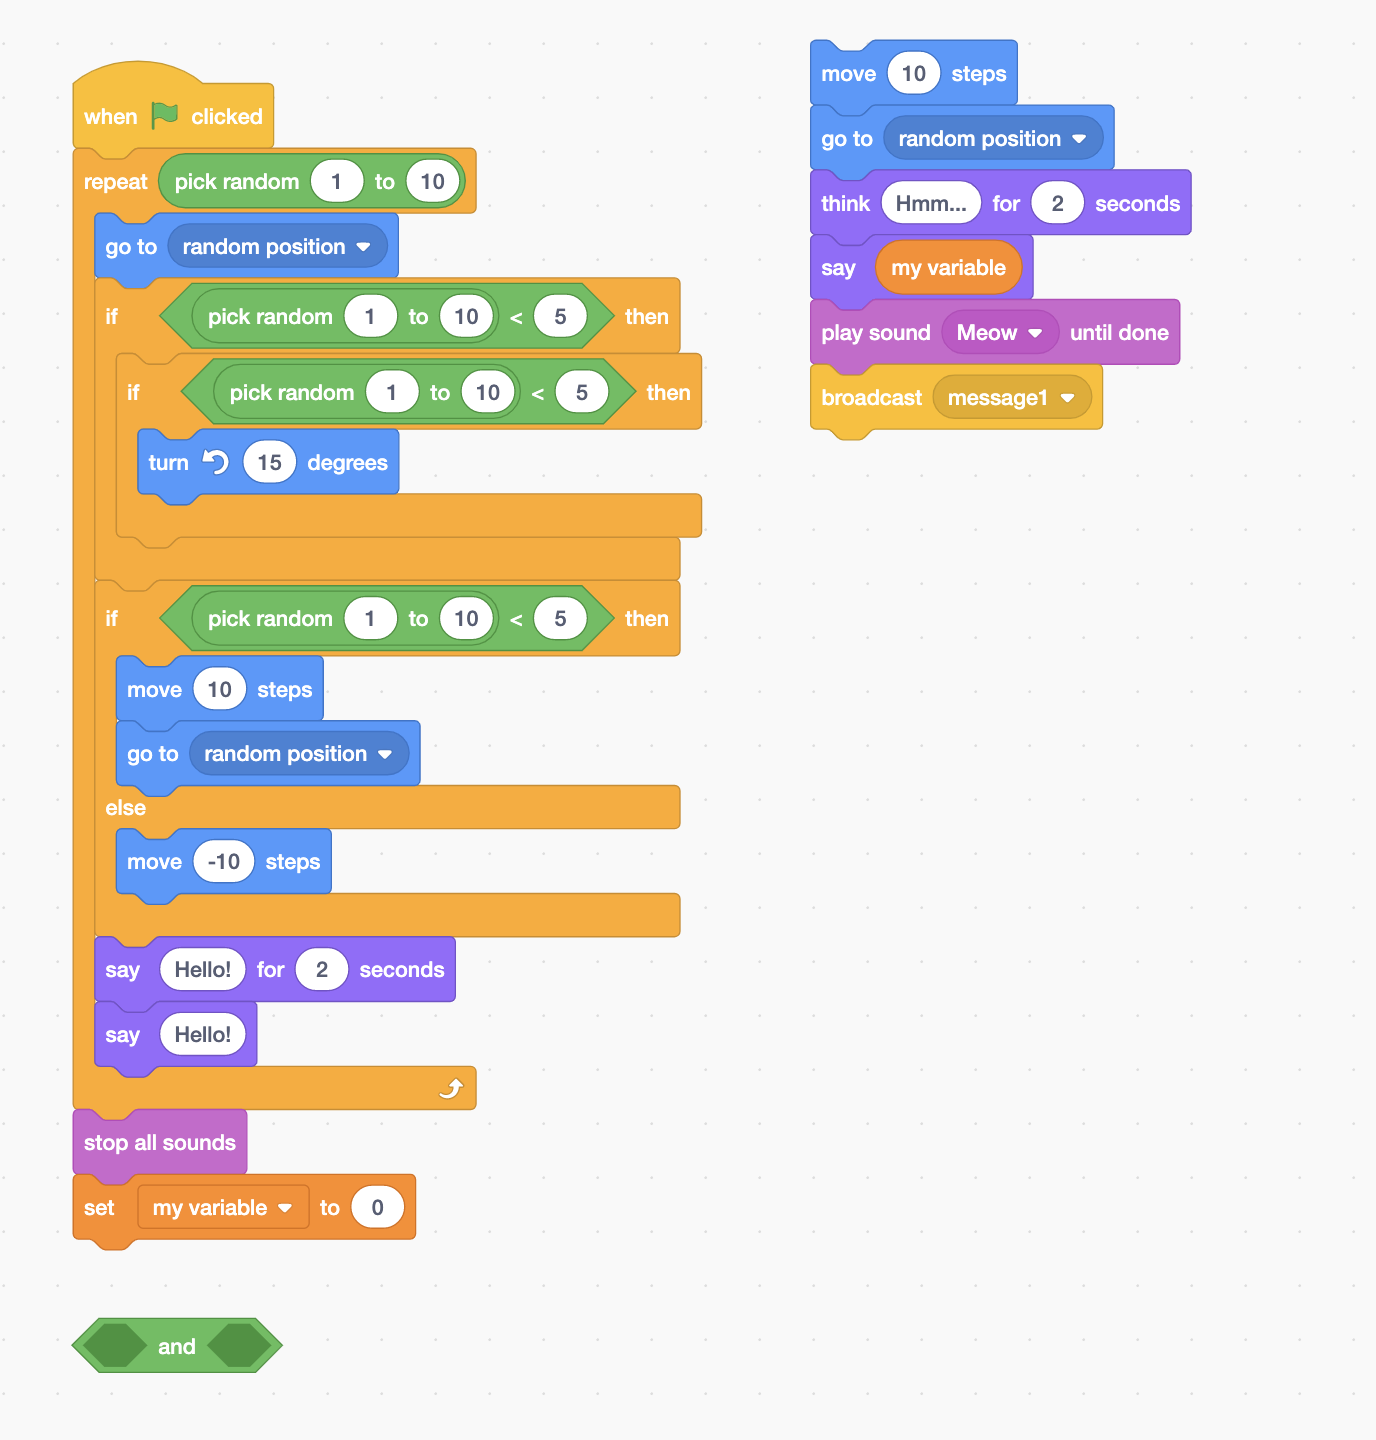 when clicked
repeat pick random 1 to 10
go to random position
if pick random 1 to 10 < 5 then
if pick random 1 to 10 < 5 then
turn 15 degrees
if pick random 1 to 10 < 5 then
move 10 steps
go to random position
else
move -10 steps
say Hello! for 2 seconds
say Hello!
stop all sounds
set my variable to 0
and
move 10 steps
go to random position
think Hmm... for 2 seconds
say my variable
play sound Meow until done
broadcast message1